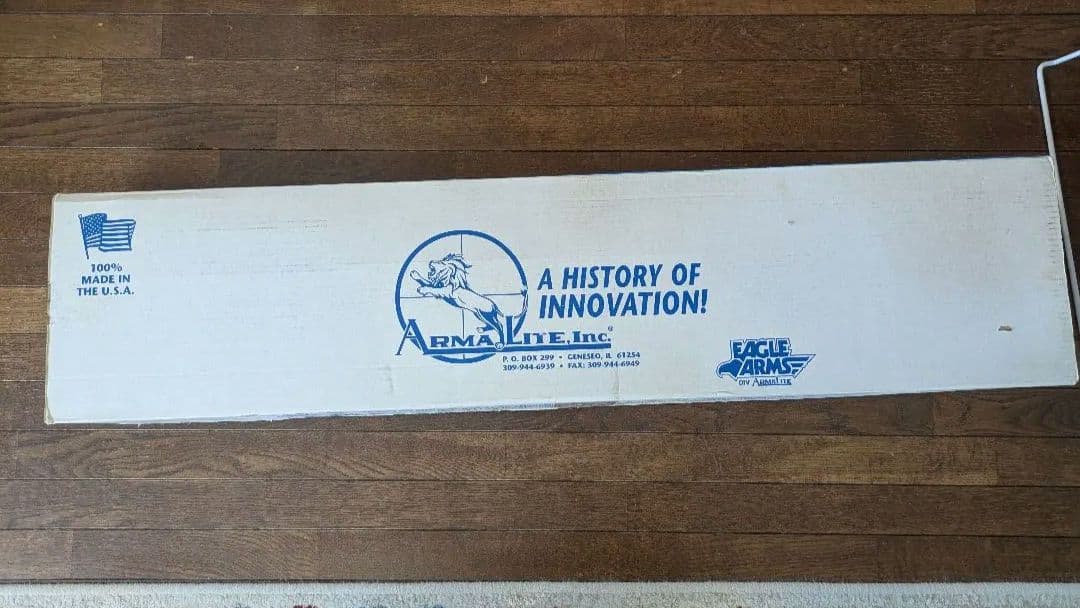 100%
MADE IN
THE U.S.A.
A HISTORY OF
INNOVATION!
ARMALITE, INC.®
P. O. BOX 299 • GENESEO, IL 61254
309-944-6939 • FAX: 309-944-6949
EAGLE
ARMS
DIV ARMALITE